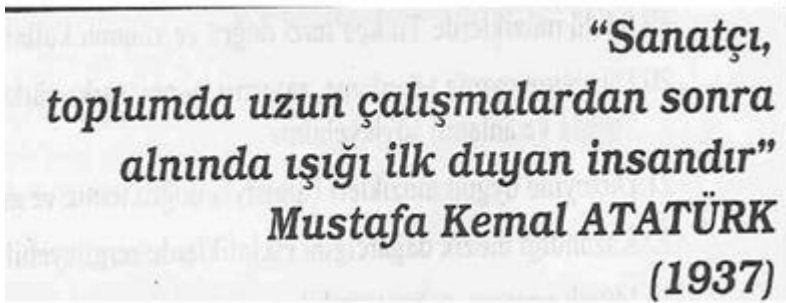 “Sanatçı,
toplumda uzun çalışmalardan sonra
alnında ışığı ilk duyan insandır”
Mustafa Kemal ATATÜRK
(1937)